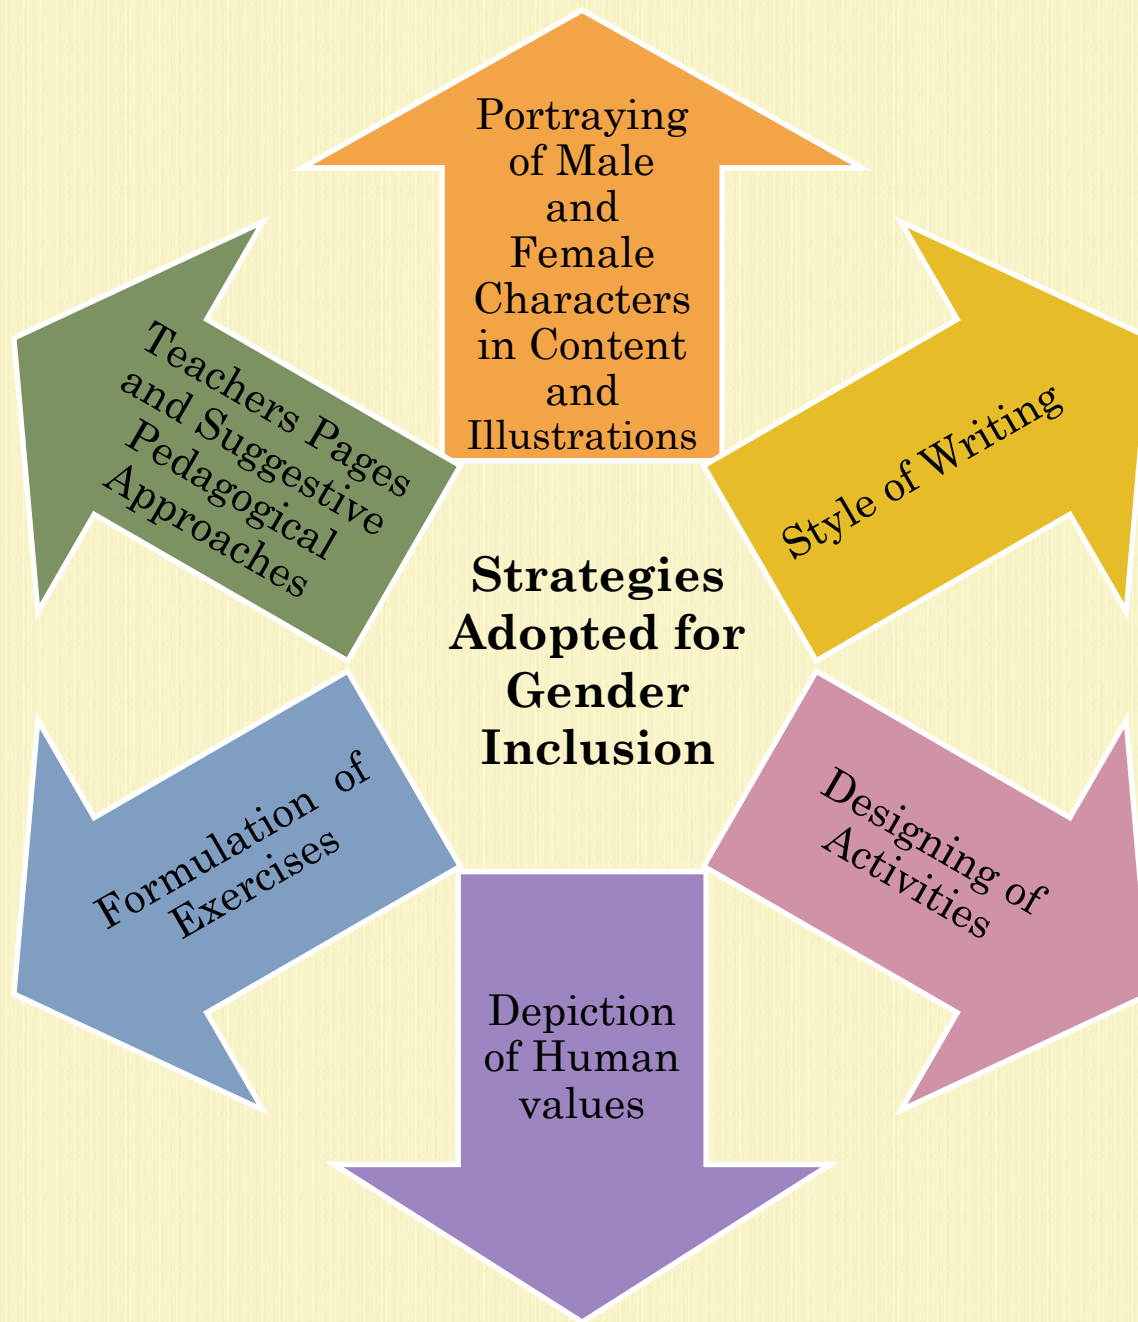 Portraying
of Male
and
Female
Characters
in Content
and
Illustrations
Style of Writing
Designing of
Activities
Depiction
of Human
values
Formulation of
Exercises
Teachers Pages
and Suggestive
Pedagogical
Approaches
Strategies
Adopted for
Gender
Inclusion